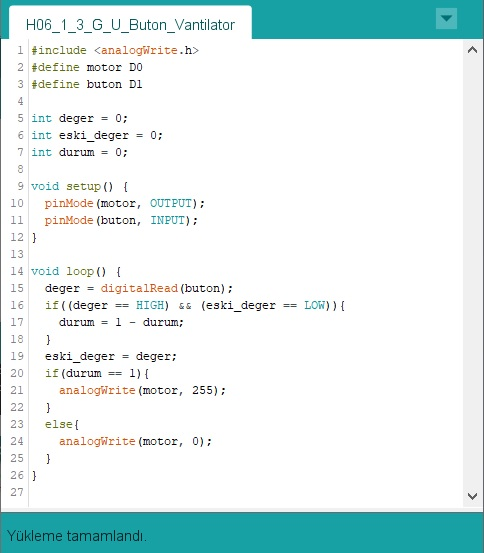 H06_1_3_G_U_Buton_Vantilator
1 #include <analogWrite.h>
2 #define motor D0
3 #define buton D1
4
5 int deger = 0;
6 int eski_deger = 0;
7 int durum = 0;
8
9 void setup() {
10   pinMode(motor, OUTPUT);
11   pinMode(buton, INPUT);
12 }
13
14 void loop() {
15   deger = digitalRead(buton);
16   if((deger == HIGH) && (eski_deger == LOW)){
17     durum = 1 - durum;
18   }
19   eski_deger = deger;
20   if(durum == 1){
21     analogWrite(motor, 255);
22   }
23   else{
24     analogWrite(motor, 0);
25   }
26 }
27
Yükleme tamamlandı.